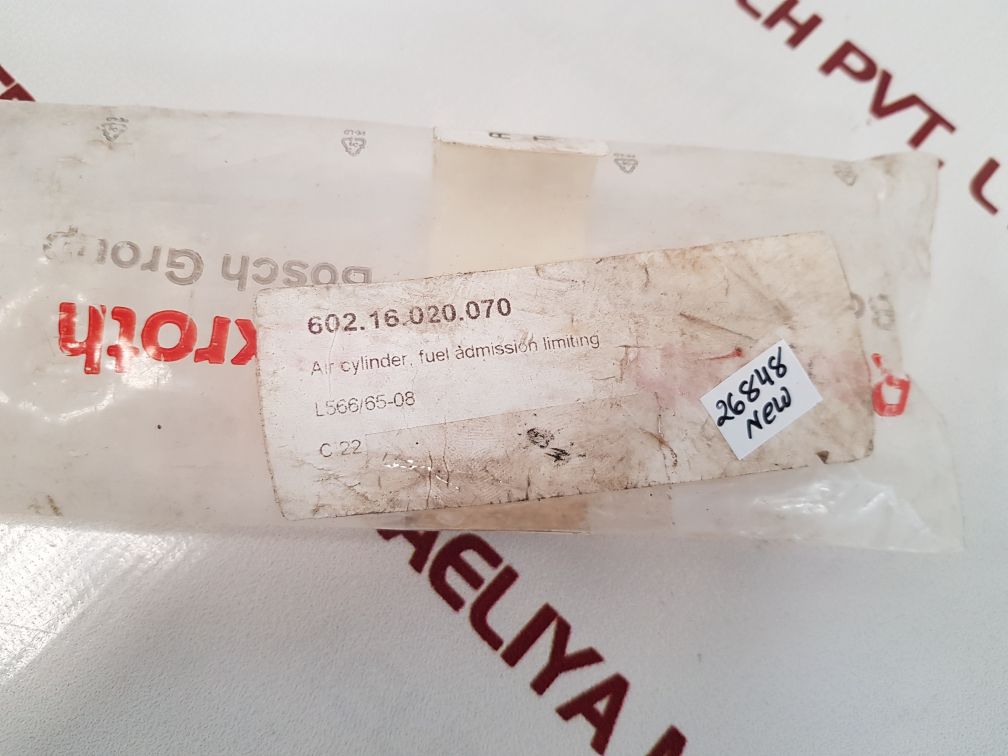 CH PVT. L
Bosch Group
xroth
602.16.020.070
Air cylinder, fuel admission limiting
L566/65-08
C 22
26848
NEW
AELIYA